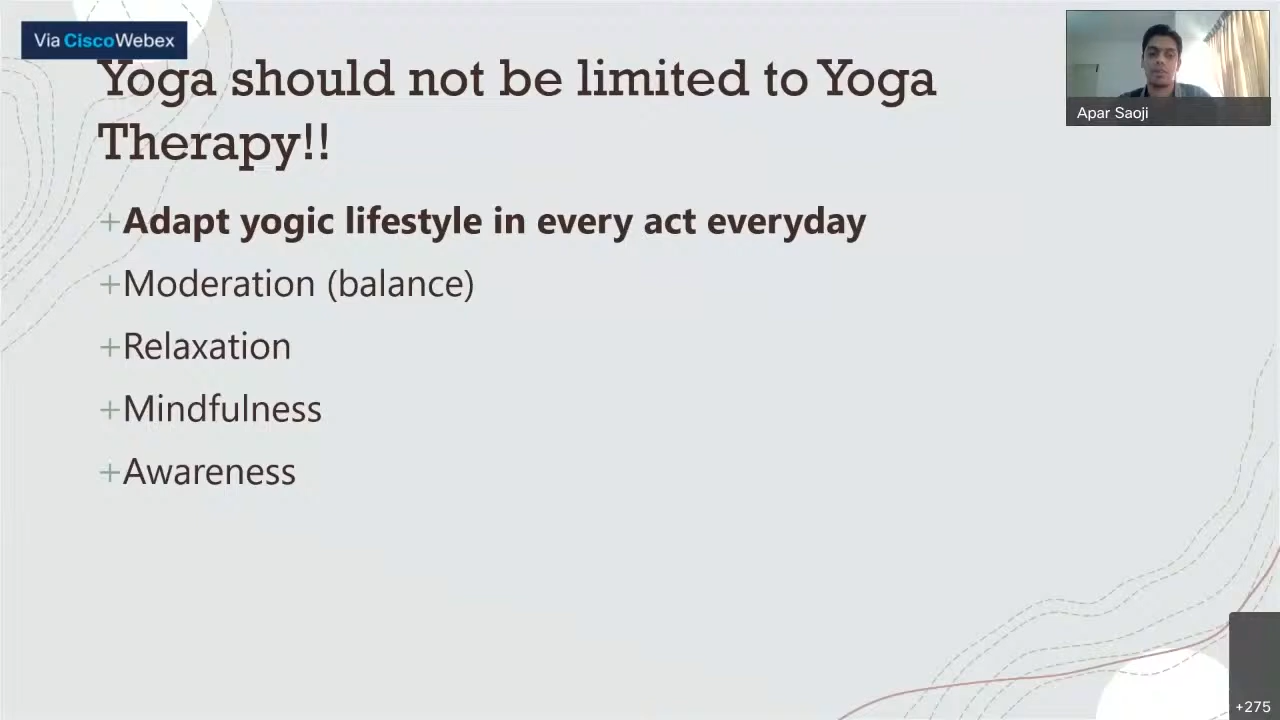 Via CiscoWebex
Yoga should not be limited to Yoga
Therapy!!
+Adapt yogic lifestyle in every act everyday
+Moderation (balance)
+Relaxation
+Mindfulness
+Awareness
Apar Saoji
+275